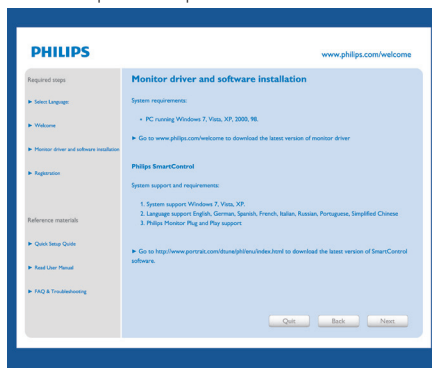 PHILIPS
www.philips.com/welcome
Required steps
► Select Language
► Welcome
► Monitor driver and software installation
► Registration
Reference materials
► Quick Setup Guide
► Read User Manual
► FAQ & Troubleshooting
Monitor driver and software installation
System requirements:
• PC running Windows 7, Vista, XP, 2000, 98.
► Go to www.philips.com/welcome to download the latest version of monitor driver
Philips SmartControl
System support and requirements:
1. System support Windows 7, Vista, XP.
2. Language support English, German, Spanish, French, Italian, Russian, Portuguese, Simplified Chinese
3. Philips Monitor Plug and Play support
► Go to http://www.portrait.com/dtune/phl/enu/index.html to download the latest version of SmartControl
software.
Quit
Back
Next